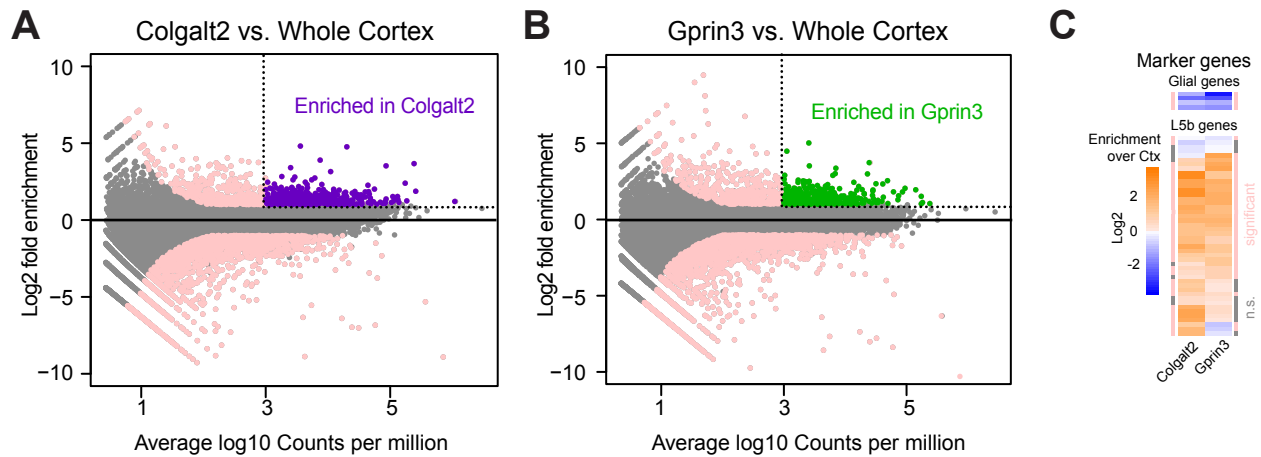 A
Colgalt2 vs. Whole Cortex
10
5
0
−5
−10
Log2 fold enrichment
Enriched in Colgalt2
1
3
5
Average log10 Counts per million
B
Gprin3 vs. Whole Cortex
10
5
0
−5
−10
Log2 fold enrichment
Enriched in Gprin3
1
3
5
Average log10 Counts per million
C
Marker genes
Glial genes
L5b genes
Enrichment
over Ctx
Log2
2
0
-2
significant
n.s.
Colgalt2
Gprin3